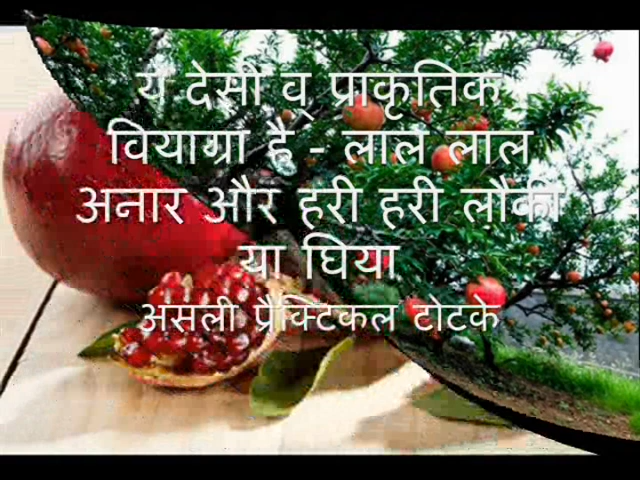 ये देसी व प्राकृतिक
वियाग्रा है - लाल लाल
अनार और हरी हरी लौकी
या घिया
असली प्रैक्टिकल टोटके